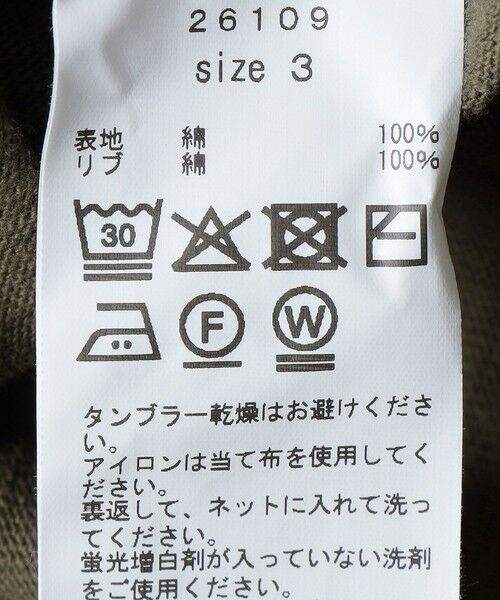 26109
size 3
表地 綿 100%
リブ 綿 100%
30
F W
タンブラー乾燥はお避けくださ
い。
アイロンは当て布を使用してく
ださい。
裏返して、ネットに入れて洗っ
てください。
蛍光増白剤が入っていない洗剤
をご使用ください。